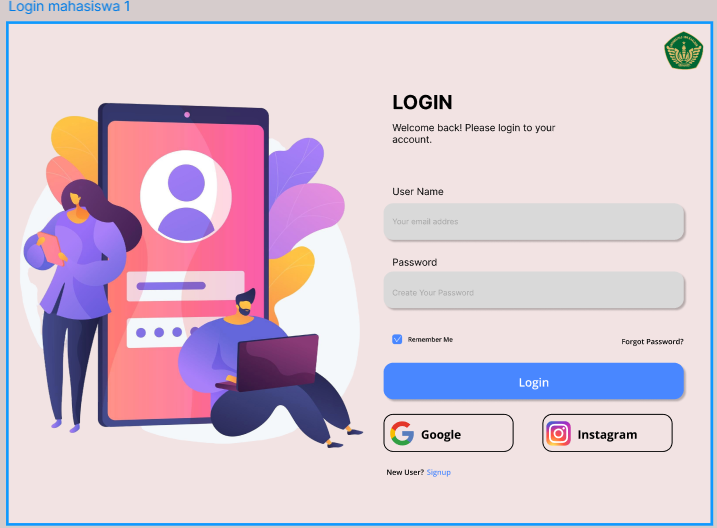 Login mahasiswa 1
LOGIN
Welcome back! Please login to your
account.
User Name
Your email addres
Password
Create Your Password
Remember Me
Forgot Password?
Login
Google
Instagram
New User? Signup